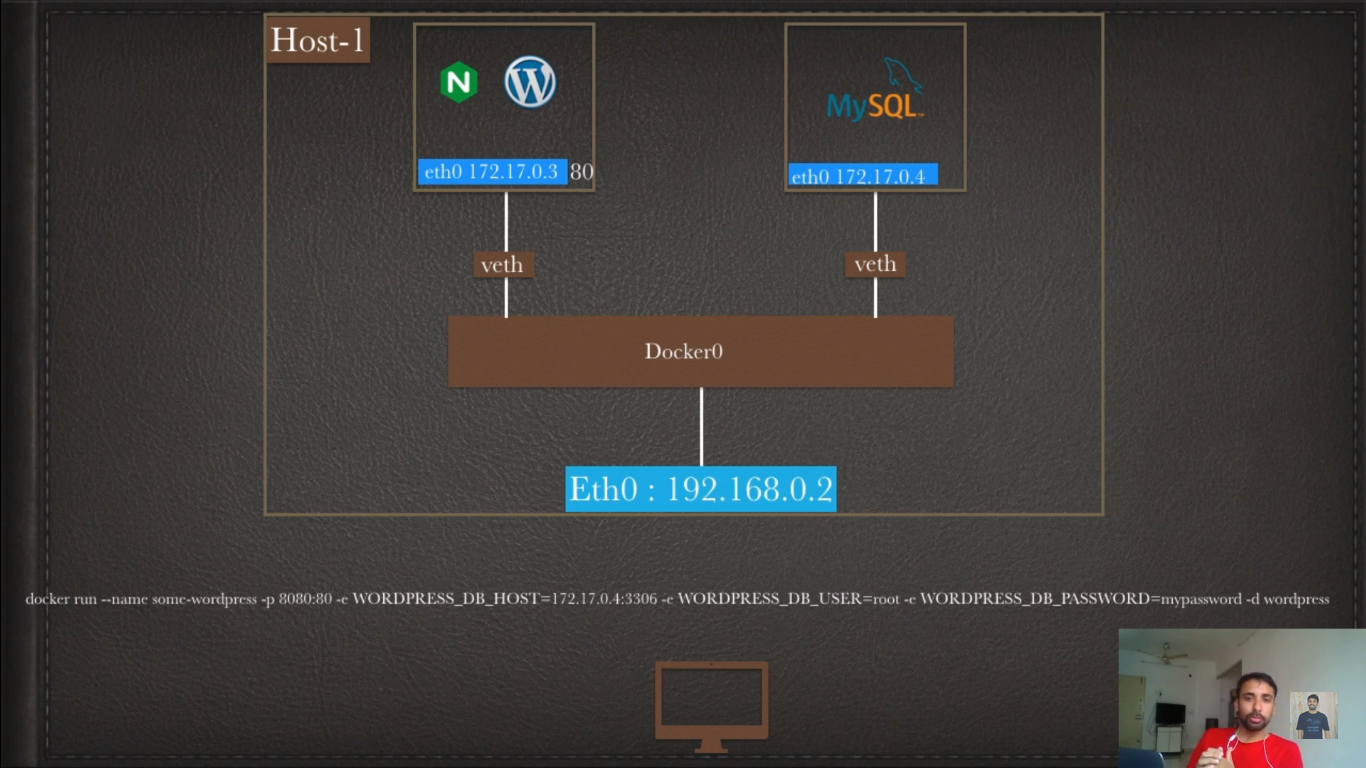 Host-1
N W
MySQL™
eth0 172.17.0.3 80
eth0 172.17.0.4
veth
veth
Docker0
Eth0 : 192.168.0.2
docker run --name some-wordpress -p 8080:80 -e WORDPRESS_DB_HOST=172.17.0.4:3306 -e WORDPRESS_DB_USER=root -e WORDPRESS_DB_PASSWORD=mypassword -d wordpress